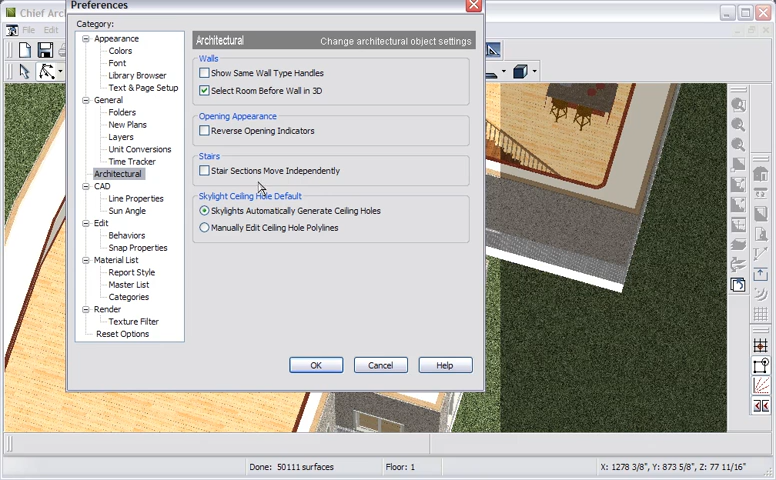 Chief Arch
File
Preferences
Category:
Appearance
Colors
Font
Library Browser
Text & Page Setup
General
Folders
New Plans
Layers
Unit Conversions
Time Tracker
Architectural
CAD
Line Properties
Sun Angle
Edit
Behaviors
Snap Properties
Material List
Report Style
Master List
Categories
Render
Texture Filter
Reset Options
Architectural
Change architectural object settings
Walls
Show Same Wall Type Handles
Select Room Before Wall in 3D
Opening Appearance
Reverse Opening Indicators
Stairs
Stair Sections Move Independently
Skylight Ceiling Hole Default
Skylights Automatically Generate Ceiling Holes
Manually Edit Ceiling Hole Polylines
OK
Cancel
Help
Done: 50111 surfaces
Floor: 1
X: 1278 3/8", Y: 873 5/8", Z: 77 11/16"